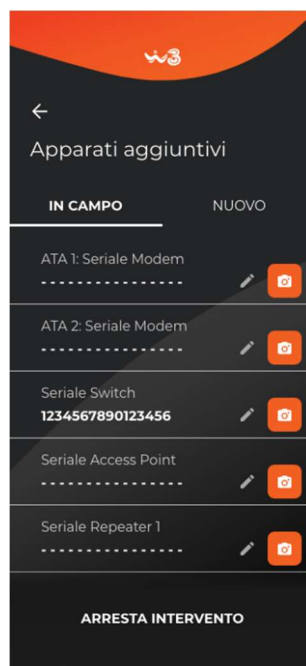 W3
Apparati aggiuntivi
IN CAMPO
NUOVO
ATA 1: Seriale Modem
----------------
ATA 2: Seriale Modem
----------------
Seriale Switch
1234567890123456
Seriale Access Point
----------------
Seriale Repeater 1
----------------
ARRESTA INTERVENTO